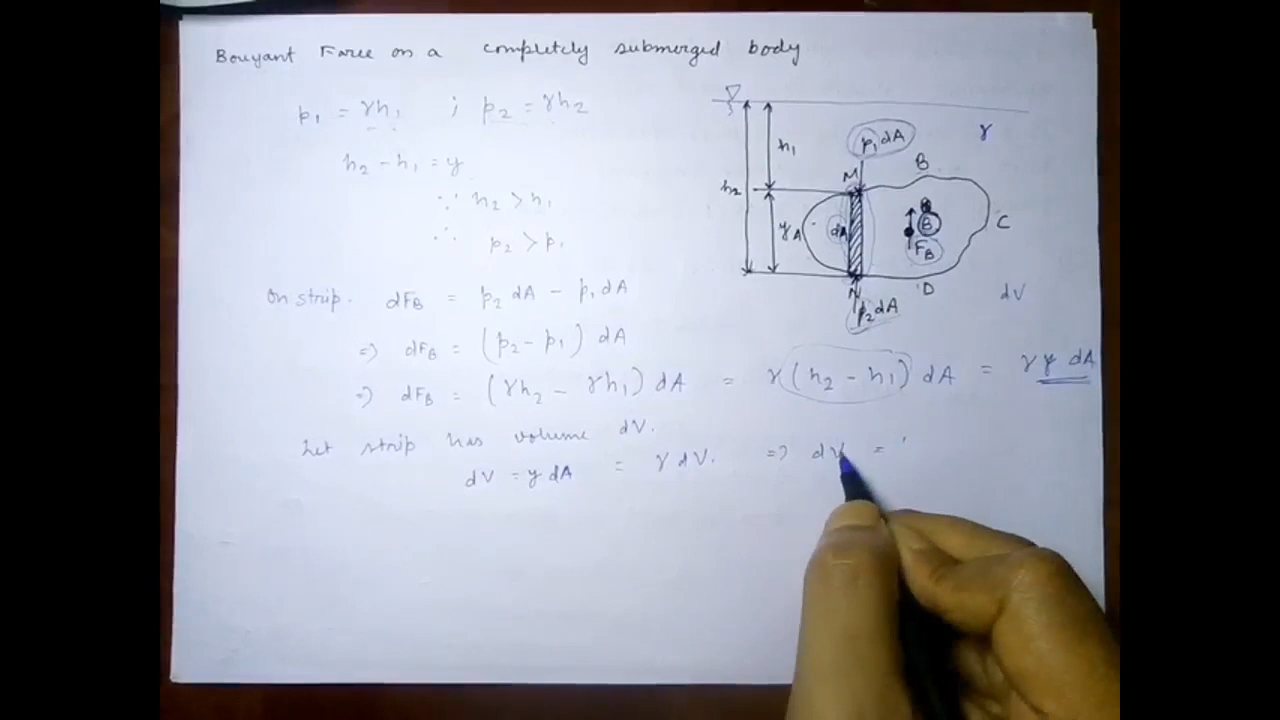 Bouyant Force on a completely submerged body
p₁ = γh₁ ; p₂ = γh₂
h₂ - h₁ = y
∵ h₂ > h₁
∴ p₂ > p₁
On strip. dF_B = p₂ dA - p₁ dA
=> dF_B = (p₂ - p₁) dA
=> dF_B = (γh₂ - γh₁) dA = γ (h₂ - h₁) dA = γ y dA
Let strip has volume dV.
dV = y dA = γ dV. => dV =
γ
p₁ dA
h₁
M
B
h₂
y
A
dA
B
C
F_B
N
D
p₂ dA
dV